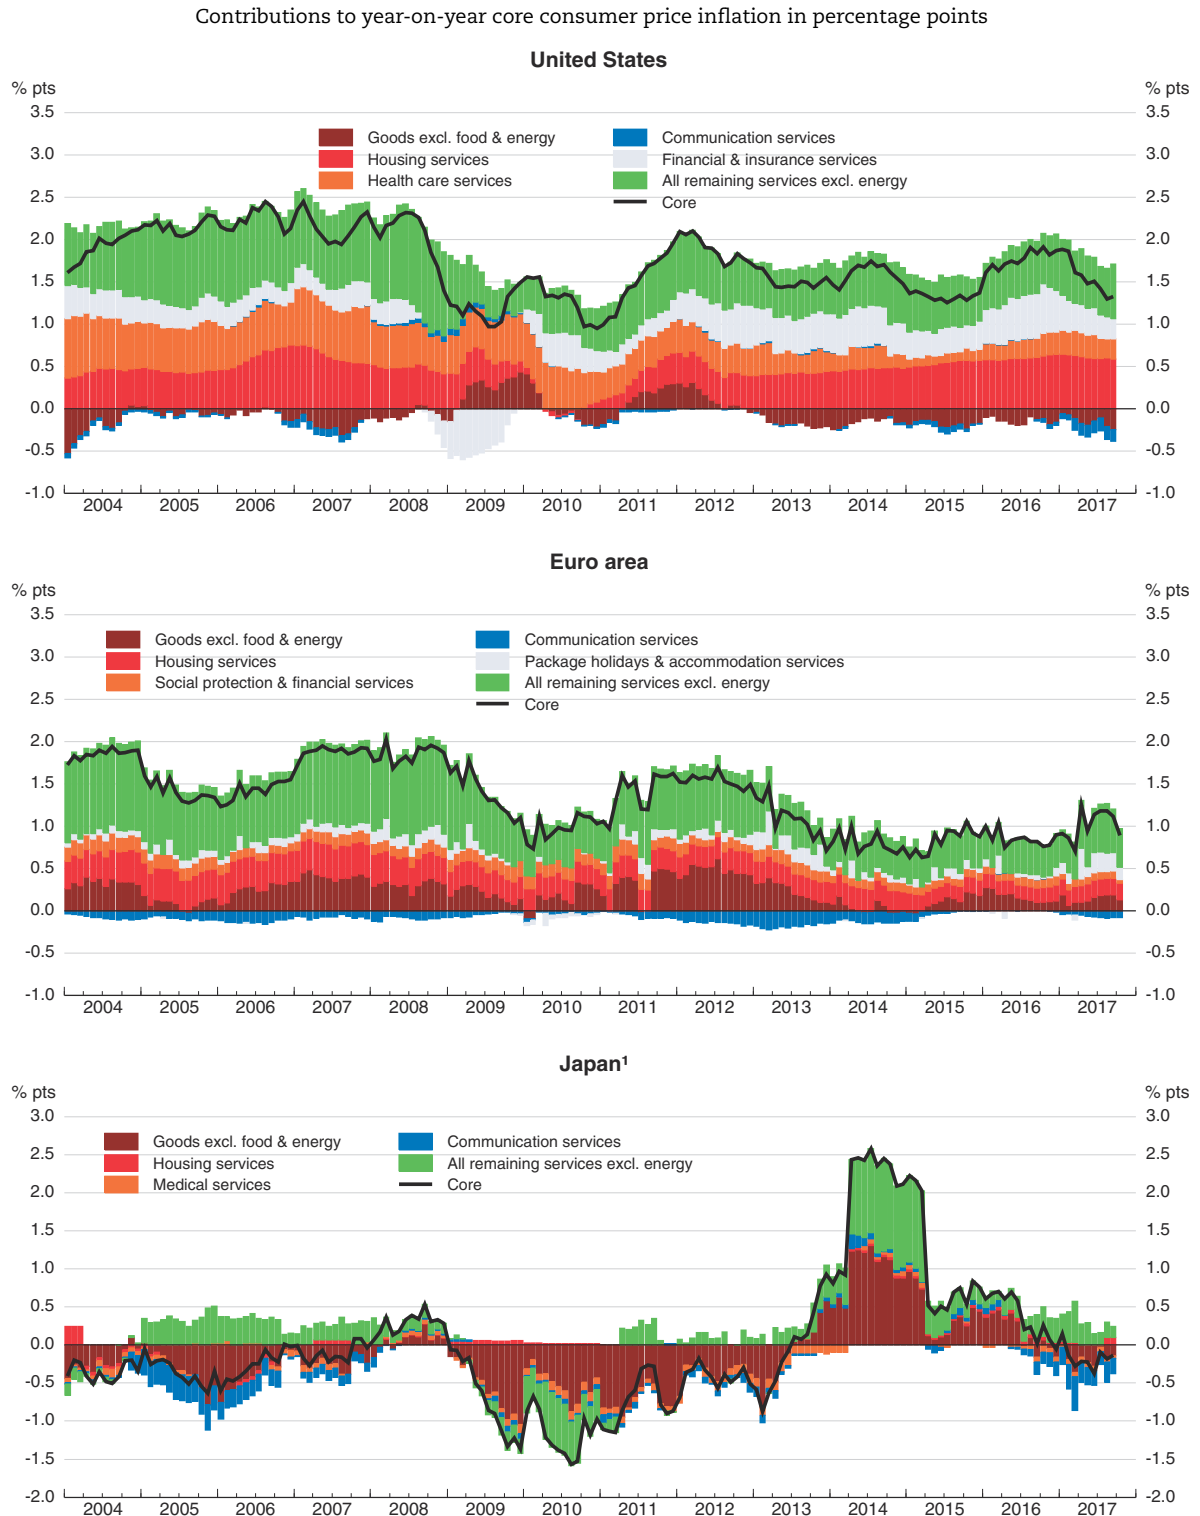 Contributions to year-on-year core consumer price inflation in percentage points
United States
% pts % pts
3.5 3.5
Goods excl. food & energy Communication services
3.0 3.0
Housing services Financial & insurance services
Health care services All remaining services excl. energy
2.5 2.5
Core
2.0 2.0
1.5 1.5
1.0 1.0
0.5 0.5
0.0 0.0
-0.5 -0.5
-1.0 -1.0
2004 2005 2006 2007 2008 2009 2010 2011 2012 2013 2014 2015 2016 2017
Euro area
% pts % pts
3.5 3.5
Goods excl. food & energy Communication services
3.0 3.0
Housing services Package holidays & accommodation services
Social protection & financial services All remaining services excl. energy
2.5 2.5
Core
2.0 2.0
1.5 1.5
1.0 1.0
0.5 0.5
0.0 0.0
-0.5 -0.5
-1.0 -1.0
2004 2005 2006 2007 2008 2009 2010 2011 2012 2013 2014 2015 2016 2017
Japan¹
% pts % pts
3.0 3.0
Goods excl. food & energy Communication services
2.5 2.5
Housing services All remaining services excl. energy
Medical services Core
2.0 2.0
1.5 1.5
1.0 1.0
0.5 0.5
0.0 0.0
-0.5 -0.5
-1.0 -1.0
-1.5 -1.5
-2.0 -2.0
2004 2005 2006 2007 2008 2009 2010 2011 2012 2013 2014 2015 2016 2017